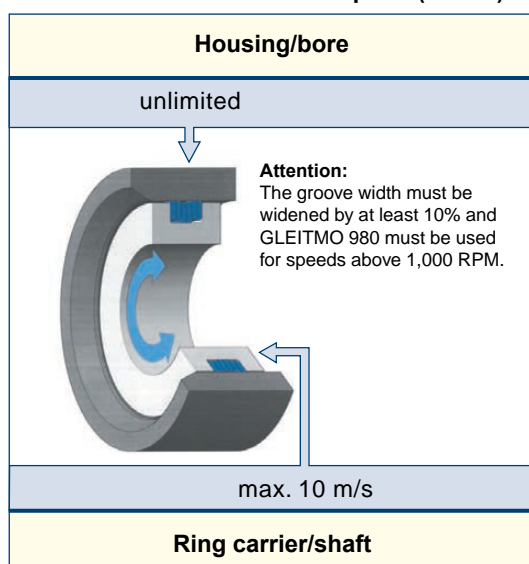 Housing/bore
unlimited
Attention:
The groove width must be
widened by at least 10% and
GLEITMO 980 must be used
for speeds above 1,000 RPM.
max. 10 m/s
Ring carrier/shaft